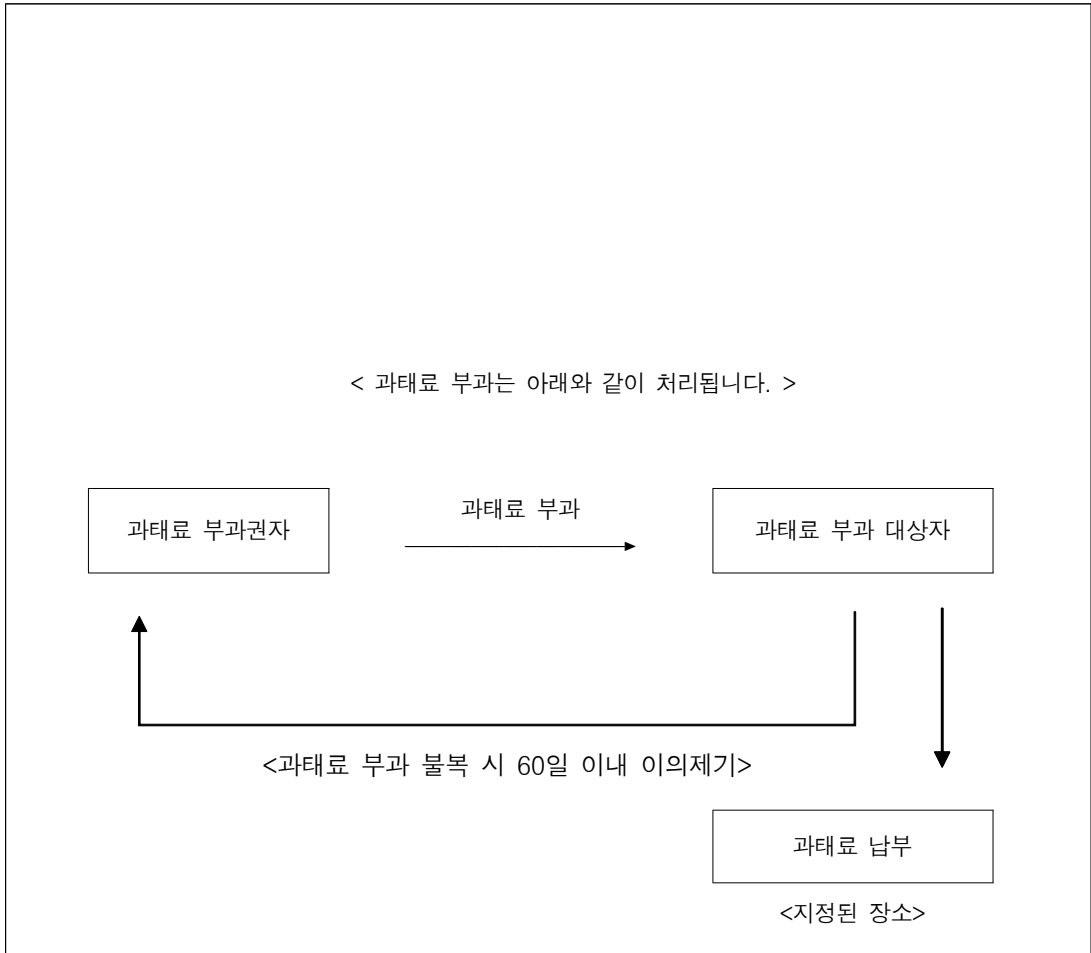 < 과태료 부과는 아래와 같이 처리됩니다. >
과태료 부과권자
과태료 부과
과태료 부과 대상자
<과태료 부과 불복 시 60일 이내 이의제기>
과태료 납부
<지정된 장소>